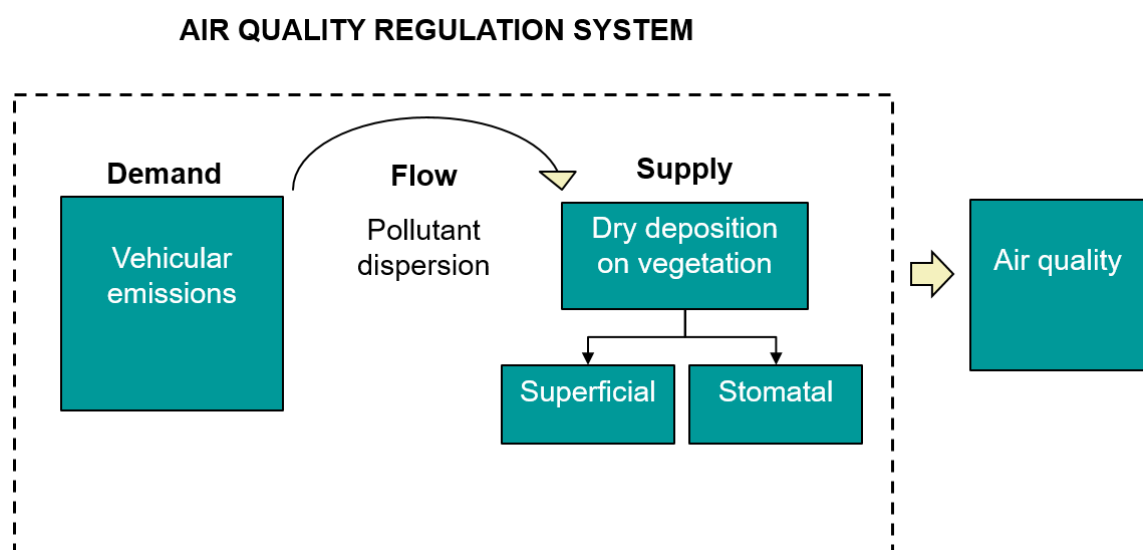 AIR QUALITY REGULATION SYSTEM
Demand
Vehicular
emissions
Flow
Pollutant
dispersion
Supply
Dry deposition
on vegetation
Superficial
Stomatal
Air quality